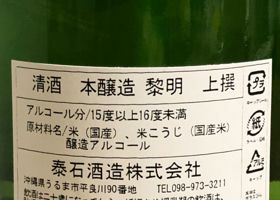 清酒 本醸造 黎明 上撰
アルコール分/15度以上16度未満
原材料名/米(国産)、米こうじ(国産米)
醸造アルコール
泰石酒造株式会社
沖縄県うるま市平良川90番地 TEL098-973-3211